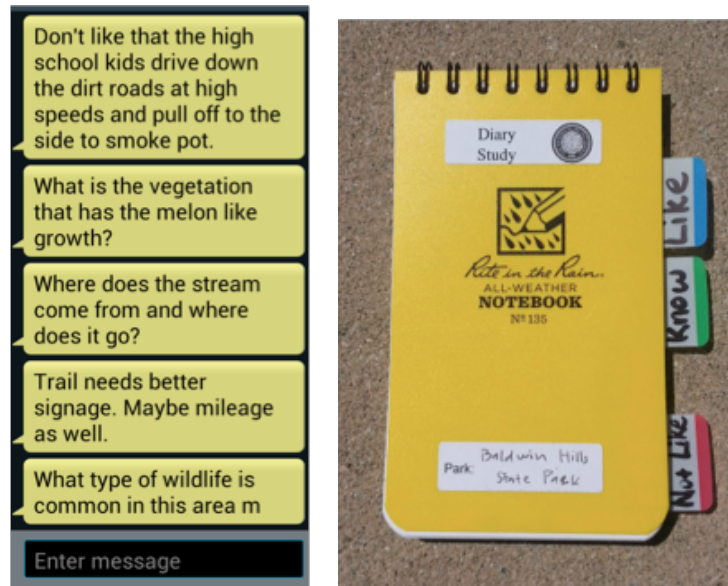 Don't like that the high
school kids drive down
the dirt roads at high
speeds and pull off to the
side to smoke pot.
What is the vegetation
that has the melon like
growth?
Where does the stream
come from and where
does it go?
Trail needs better
signage. Maybe mileage
as well.
What type of wildlife is
common in this area m
Enter message
Diary
Study
Rite in the Rain
ALL-WEATHER
NOTEBOOK
Nº 135
Park: Baldwin Hills
State Park
Like
Know
Not Like